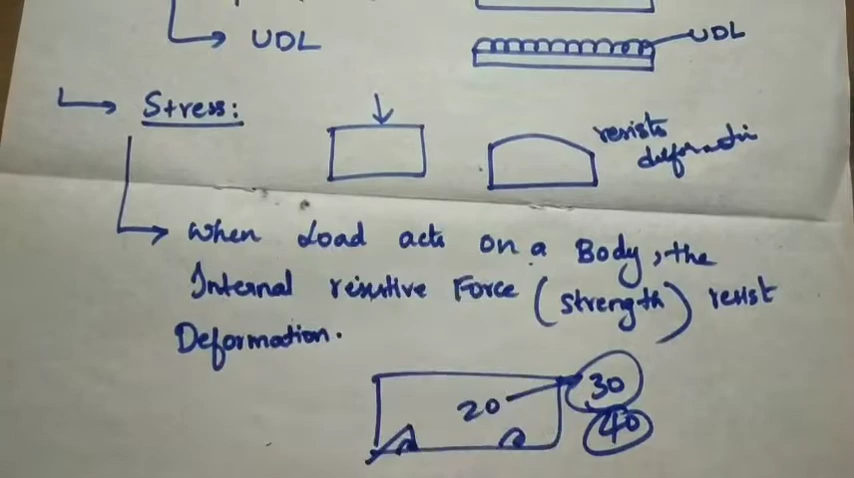 UDL
UDL
Stress:
resists
When Load acts on a Body, the
Internal resistive Force (strength) resist
Deformation.
20
30
40